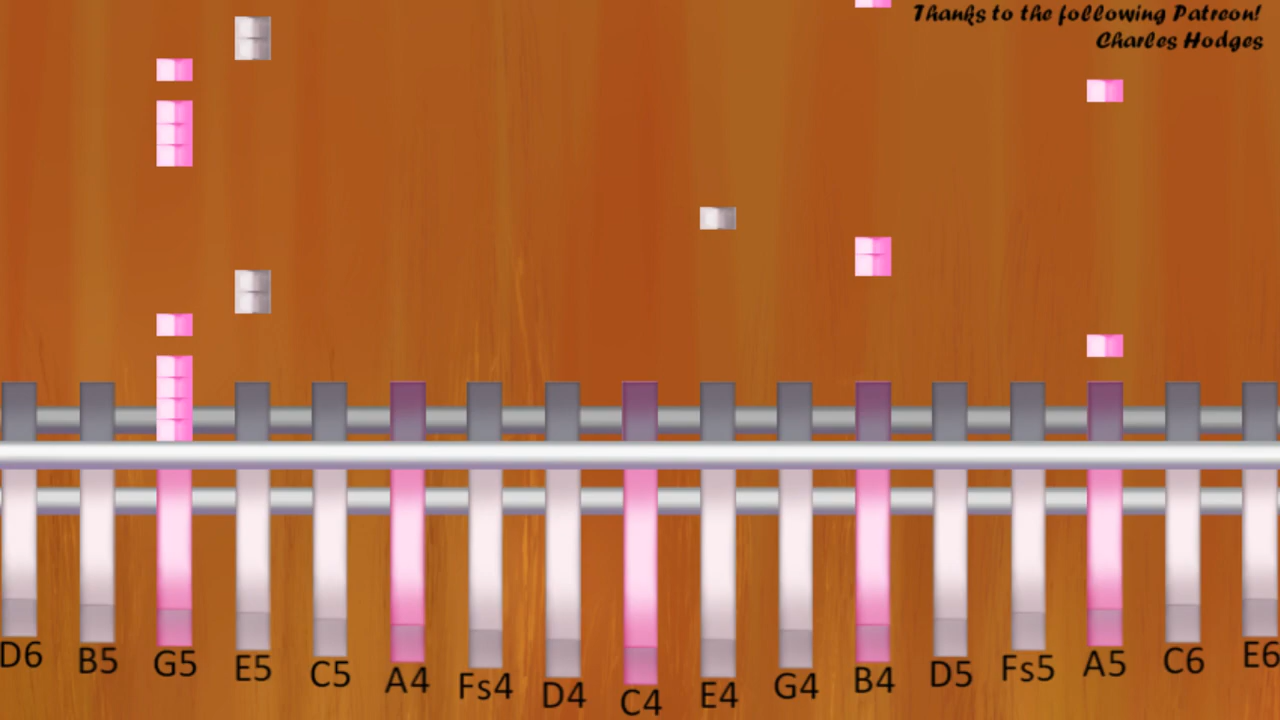 Thanks to the following Patreon!
Charles Hodges
D6 B5 G5 E5 C5 A4 Fs4 D4 C4 E4 G4 B4 D5 Fs5 A5 C6 E6